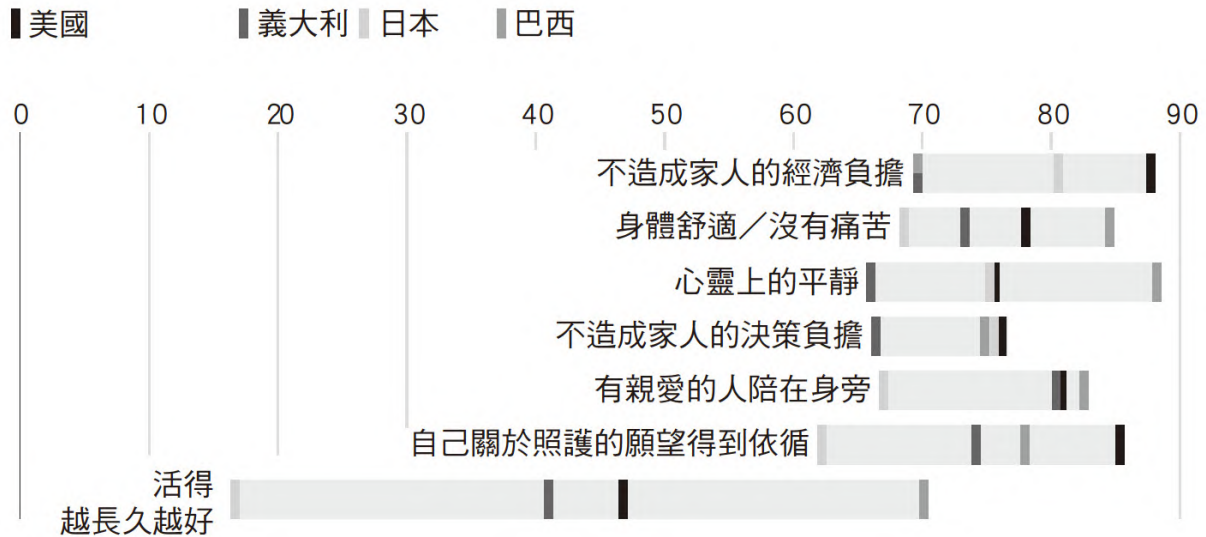 美國 義大利 日本 巴西
0 10 20 30 40 50 60 70 80 90
不造成家人的經濟負擔
身體舒適／沒有痛苦
心靈上的平靜
不造成家人的決策負擔
有親愛的人陪在身旁
自己關於照護的願望得到依循
活得
越長久越好